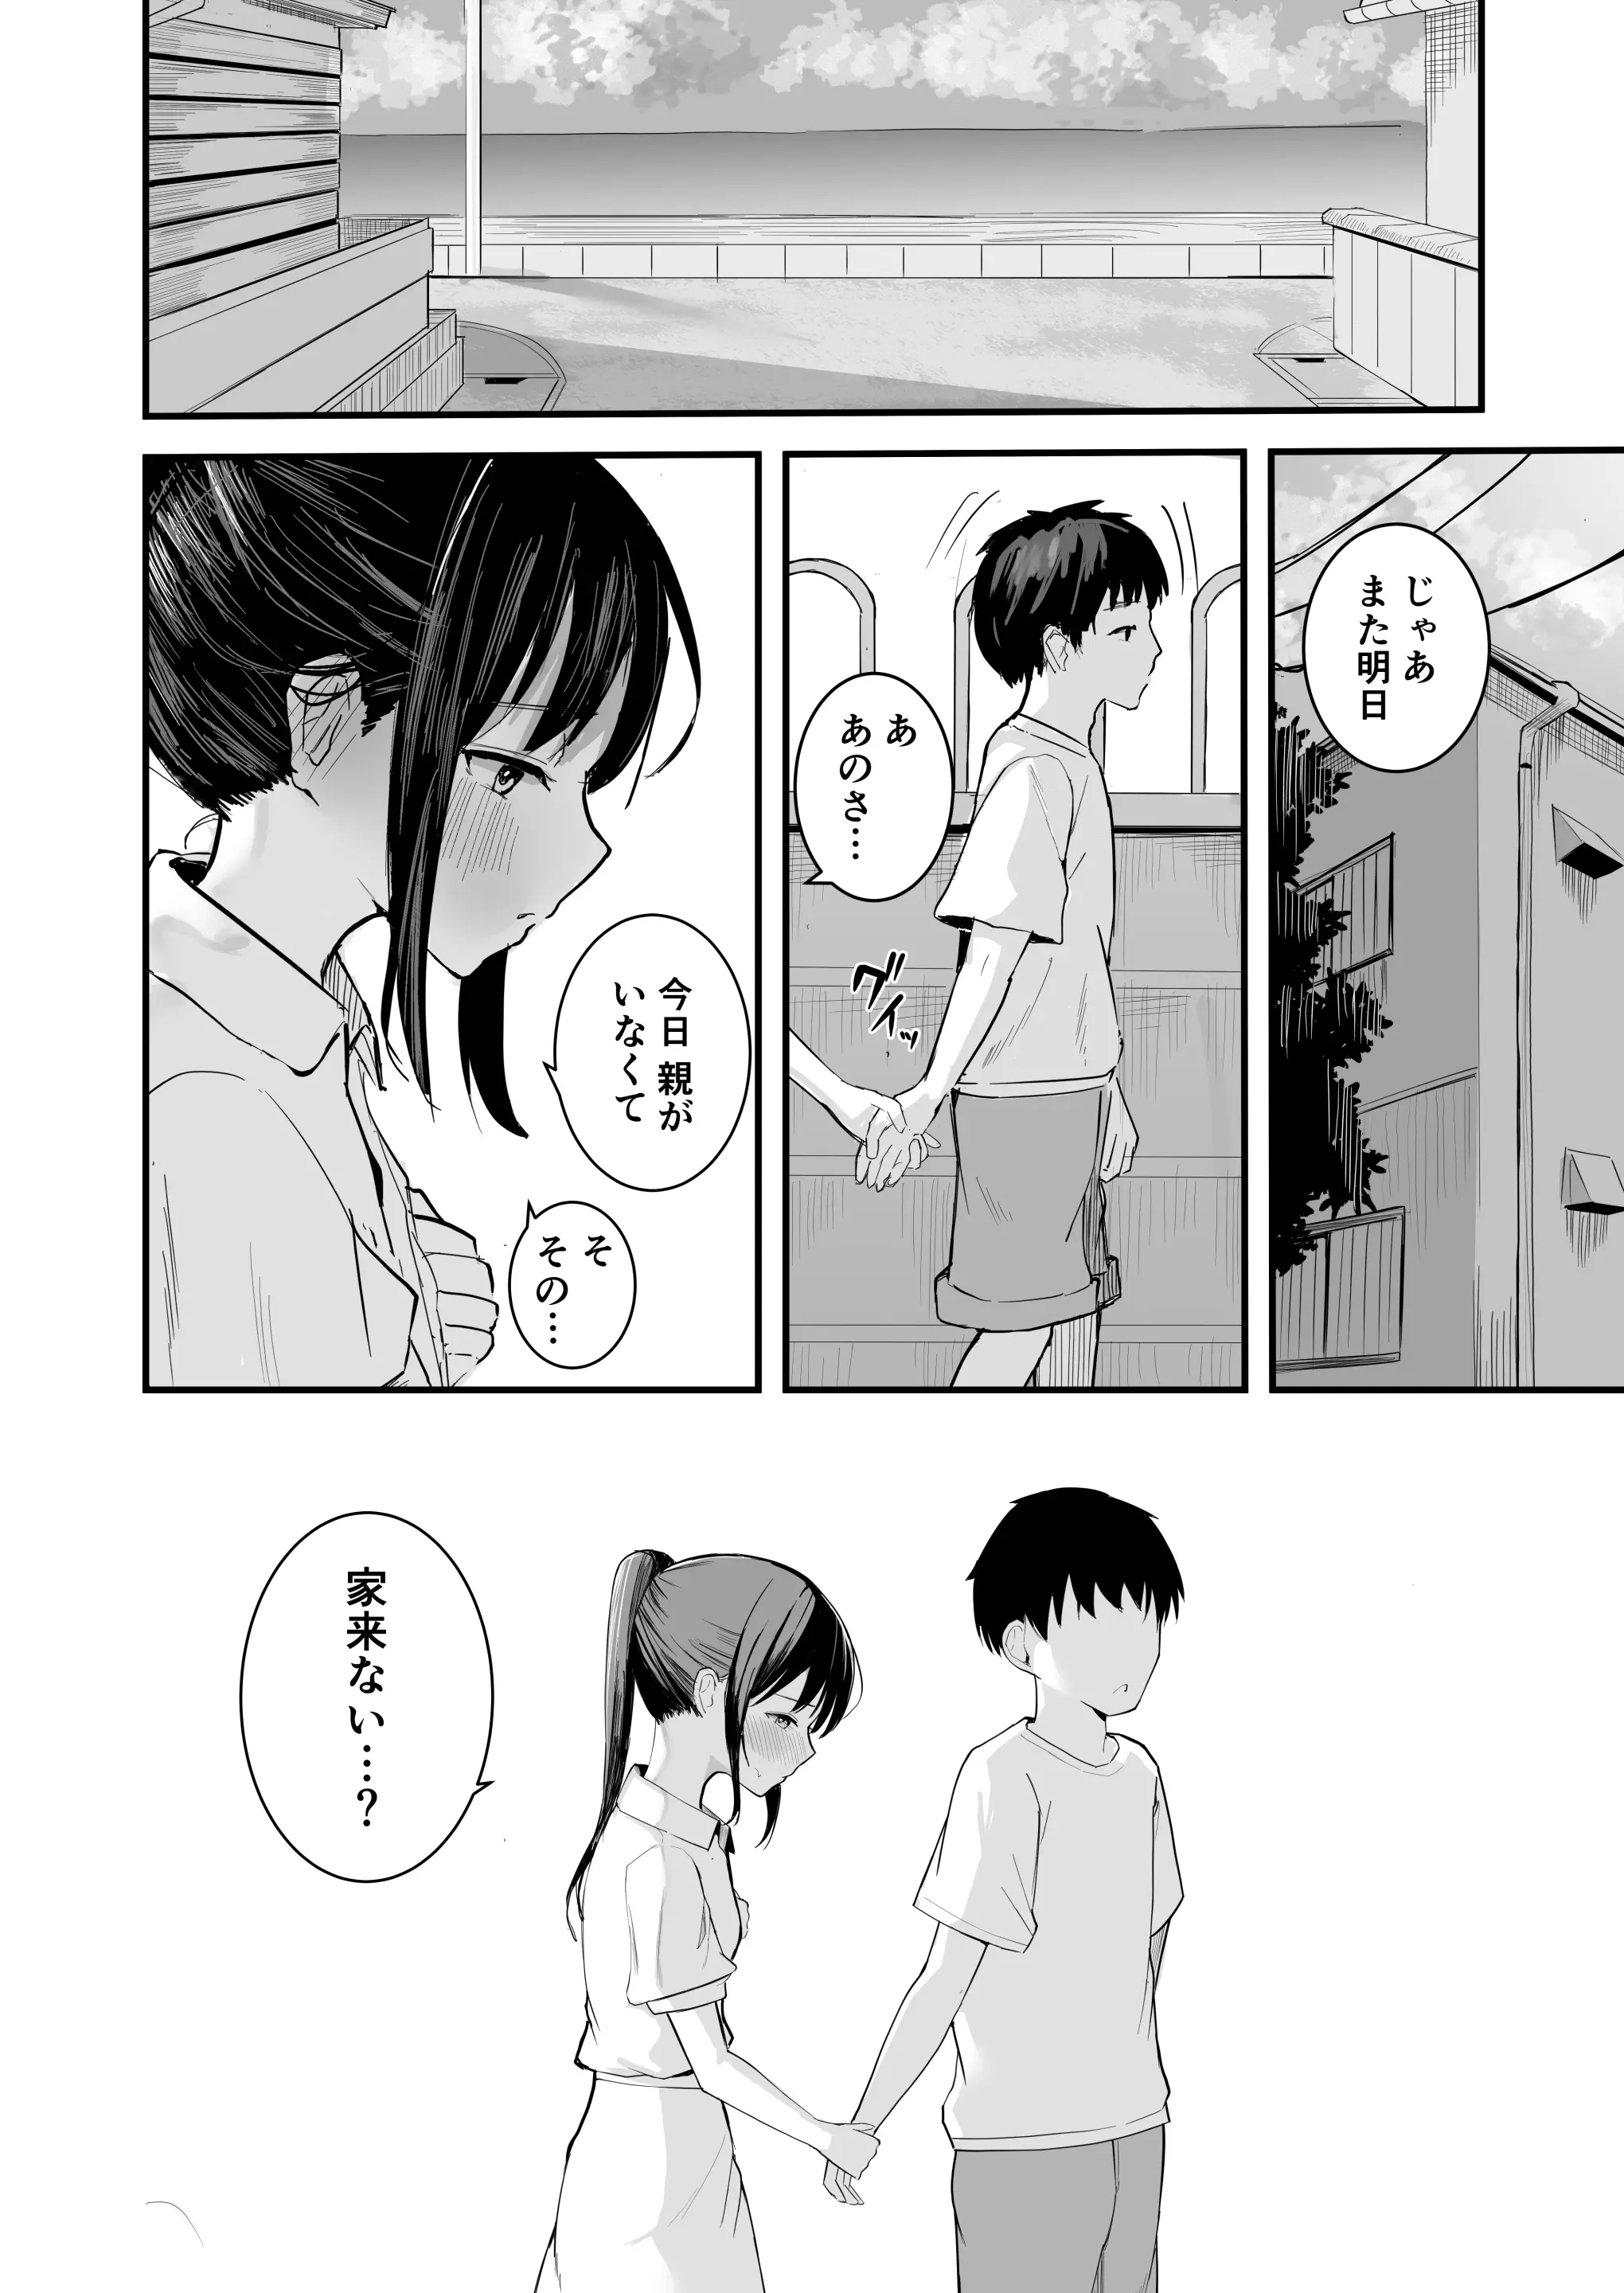 じゃあ
また明日
あ
あのさ…
グイッ
今日 親が
いなくて
そ
その…
家来ない…？